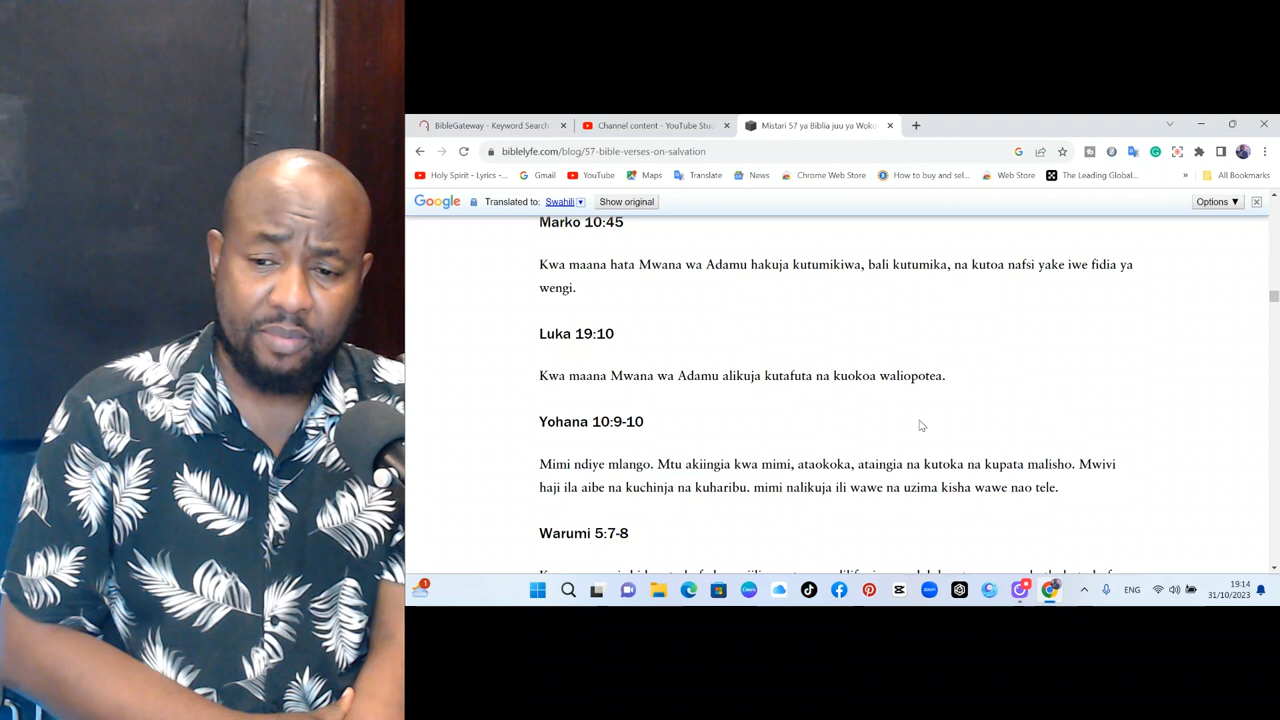 BibleGateway - Keyword Search
Channel content - YouTube Stu
Mistari 57 ya Biblia juu ya Woko
biblelyfe.com/blog/57-bible-verses-on-salvation
Holy Spirit - Lyrics -...
Gmail
YouTube
Maps
Translate
News
Chrome Web Store
How to buy and sel...
Web Store
The Leading Global...
»
All Bookmarks
Google
Translated to:
Swahili
Show original
Options ▼
Marko 10:45
Kwa maana hata Mwana wa Adamu hakuja kutumikiwa, bali kutumika, na kutoa nafsi yake iwe fidia ya
wengi.
Luka 19:10
Kwa maana Mwana wa Adamu alikuja kutafuta na kuokoa waliopotea.
Yohana 10:9-10
Mimi ndiye mlango. Mtu akiingia kwa mimi, ataokoka, ataingia na kutoka na kupata malisho. Mwivi
haji ila aibe na kuchinja na kuharibu. mimi nalikuja ili wawe na uzima kisha wawe nao tele.
Warumi 5:7-8
1
zoom
ENG
19:14
31/10/2023